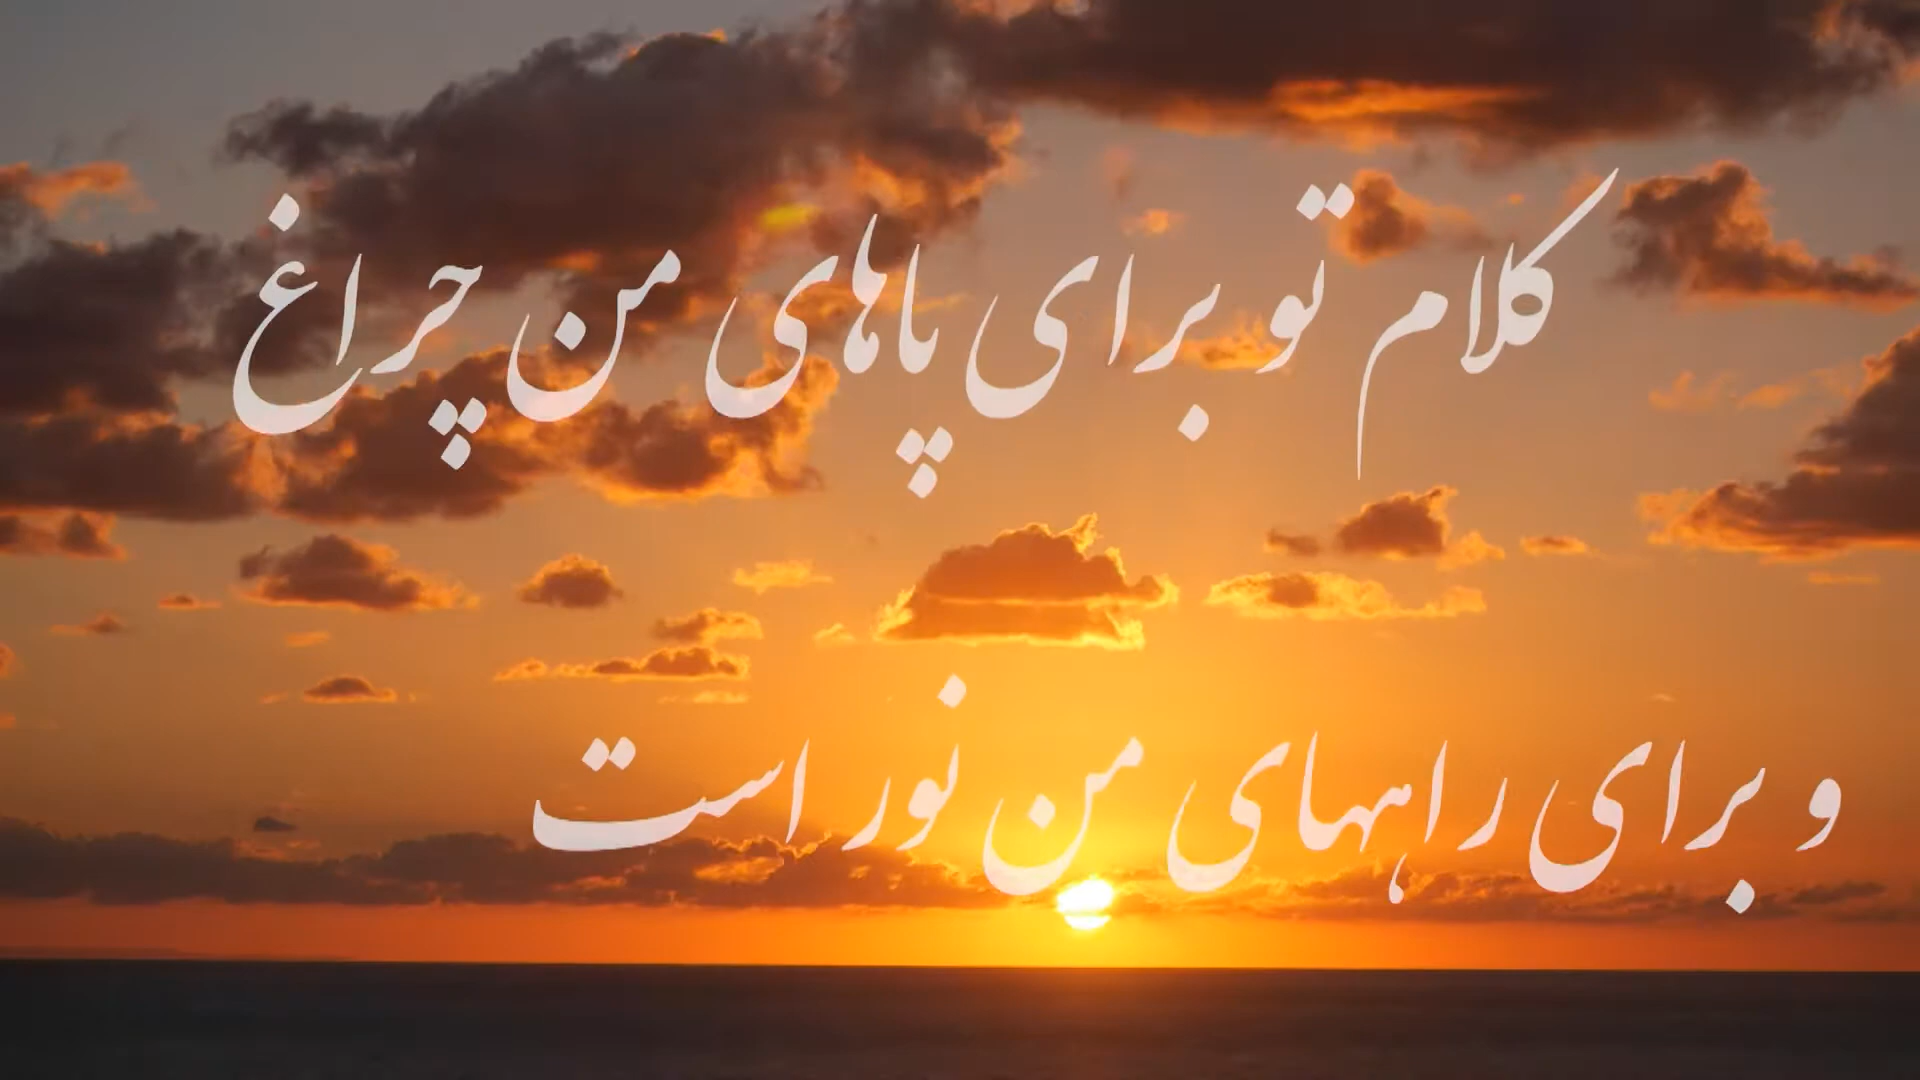 کلام تو برای پاهای من چراغ
و برای راههای من نور است